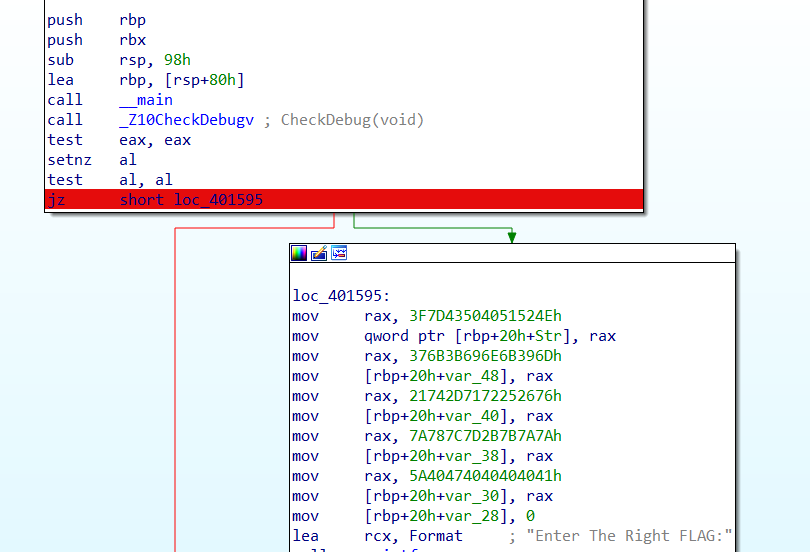 push rbp
push rbx
sub rsp, 98h
lea rbp, [rsp+80h]
call __main
call _Z10CheckDebugv ; CheckDebug(void)
test eax, eax
setnz al
test al, al
jz short loc_401595
loc_401595:
mov rax, 3F7D43504051524Eh
mov qword ptr [rbp+20h+Str], rax
mov rax, 376B3B696E6B396Dh
mov [rbp+20h+var_48], rax
mov rax, 21742D7172252676h
mov [rbp+20h+var_40], rax
mov rax, 7A787C7D2B7B7A7Ah
mov [rbp+20h+var_38], rax
mov rax, 5A40474040404041h
mov [rbp+20h+var_30], rax
mov [rbp+20h+var_28], 0
lea rcx, Format ; "Enter The Right FLAG:"